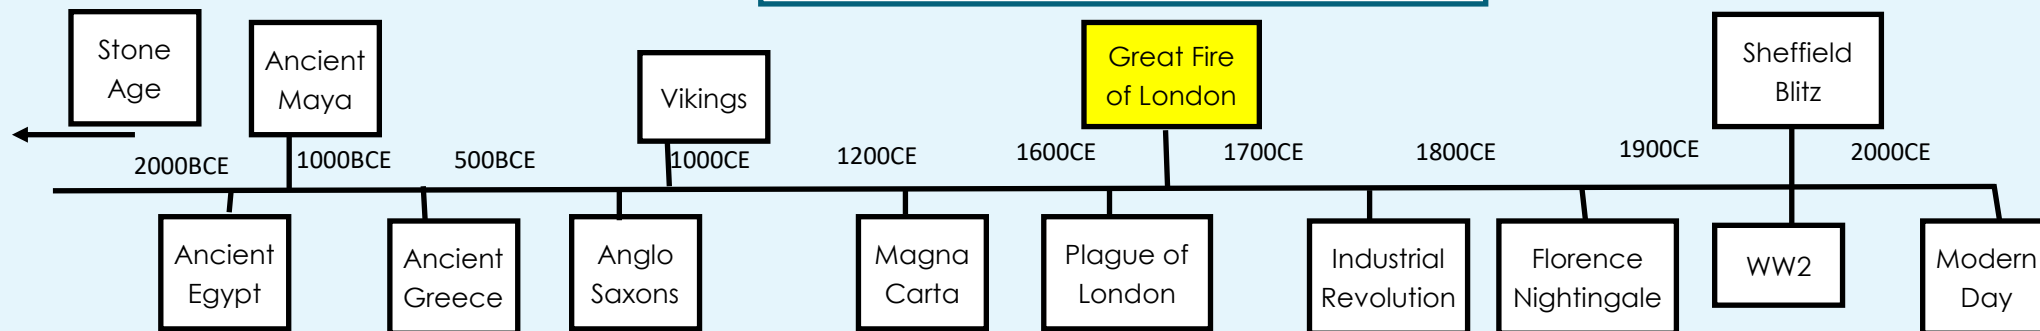 Stone
Age
Ancient
Maya
Vikings
Great Fire
of London
Sheffield
Blitz
2000BCE
1000BCE
500BCE
1000CE
1200CE
1600CE
1700CE
1800CE
1900CE
2000CE
Ancient
Egypt
Ancient
Greece
Anglo
Saxons
Magna
Carta
Plague of
London
Industrial
Revolution
Florence
Nightingale
WW2
Modern
Day